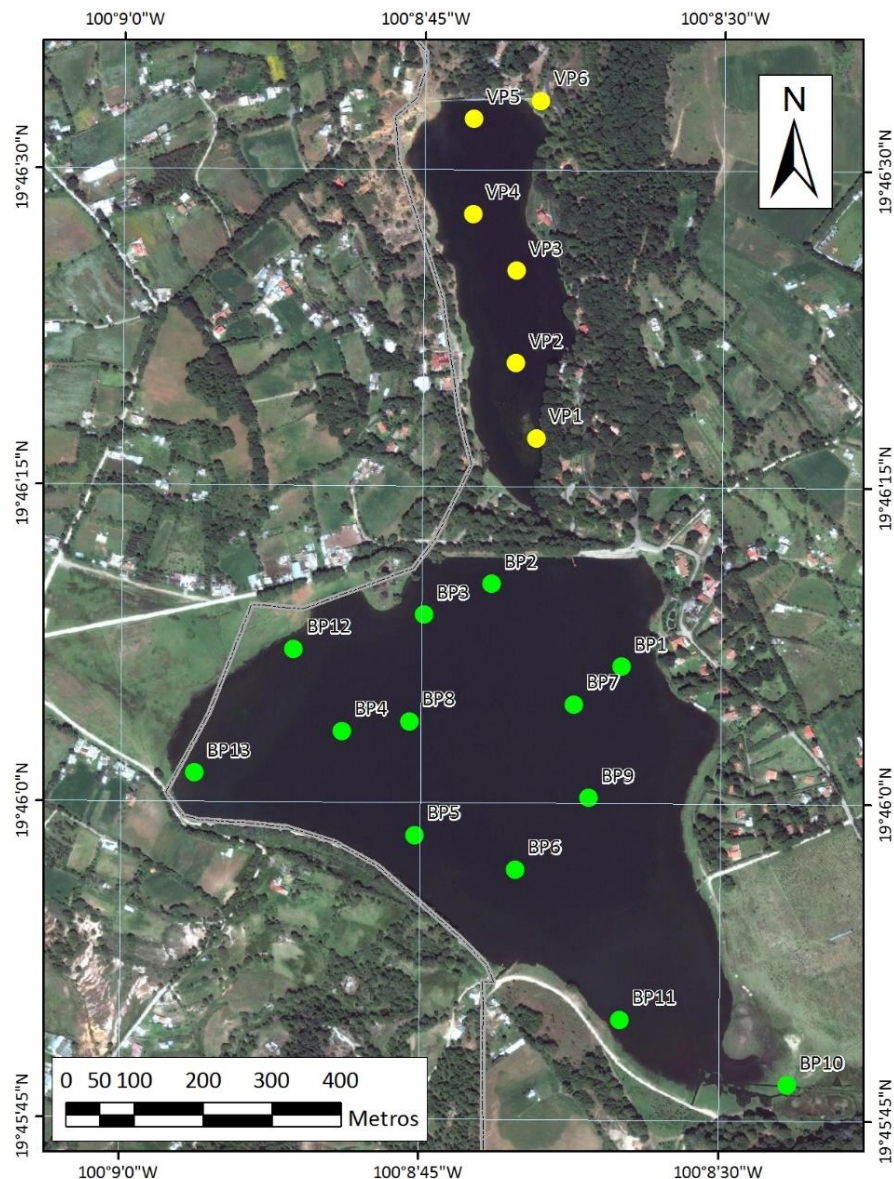 100°9'0"W
100°8'45"W
100°8'30"W
VP6
VP5
N
19°46'30"N
19°46'30"N
VP4
VP3
VP2
VP1
19°46'15"N
19°46'15"N
BP2
BP3
BP12
BP1
BP7
BP8
BP4
BP13
BP9
19°46'0"N
19°46'0"N
BP5
BP6
BP11
BP10
0 50 100 200 300 400
Metros
19°45'45"N
19°45'45"N
100°9'0"W
100°8'45"W
100°8'30"W